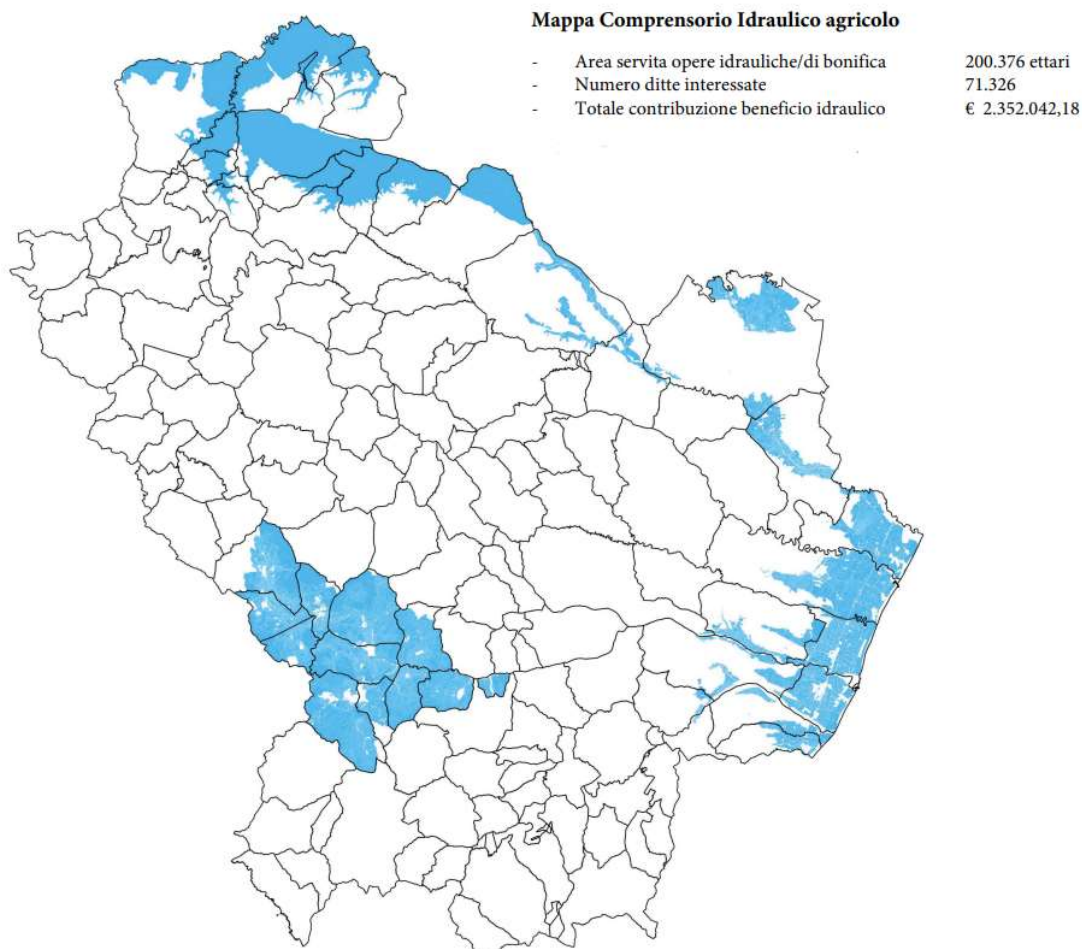 Mappa Comprensorio Idraulico agricolo
- Area servita opere idrauliche/di bonifica 200.376 ettari
- Numero ditte interessate 71.326
- Totale contribuzione beneficio idraulico € 2.352.042,18